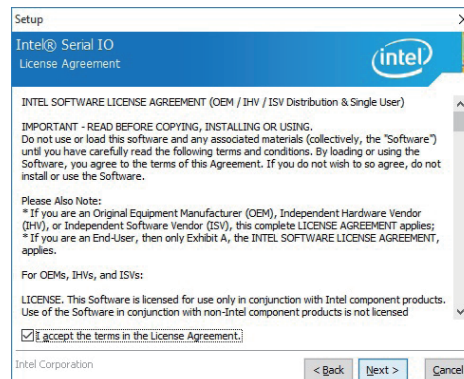 Setup
Intel® Serial IO
License Agreement
intel
INTEL SOFTWARE LICENSE AGREEMENT (OEM / IHV / ISV Distribution & Single User)
IMPORTANT - READ BEFORE COPYING, INSTALLING OR USING.
Do not use or load this software and any associated materials (collectively, the "Software")
until you have carefully read the following terms and conditions. By loading or using the
Software, you agree to the terms of this Agreement. If you do not wish to so agree, do not
install or use the Software.
Please Also Note:
* If you are an Original Equipment Manufacturer (OEM), Independent Hardware Vendor
(IHV), or Independent Software Vendor (ISV), this complete LICENSE AGREEMENT applies;
* If you are an End-User, then only Exhibit A, the INTEL SOFTWARE LICENSE AGREEMENT,
applies.
For OEMs, IHVs, and ISVs:
LICENSE. This Software is licensed for use only in conjunction with Intel component products.
Use of the Software in conjunction with non-Intel component products is not licensed
I accept the terms in the License Agreement.
Intel Corporation
< Back Next > Cancel